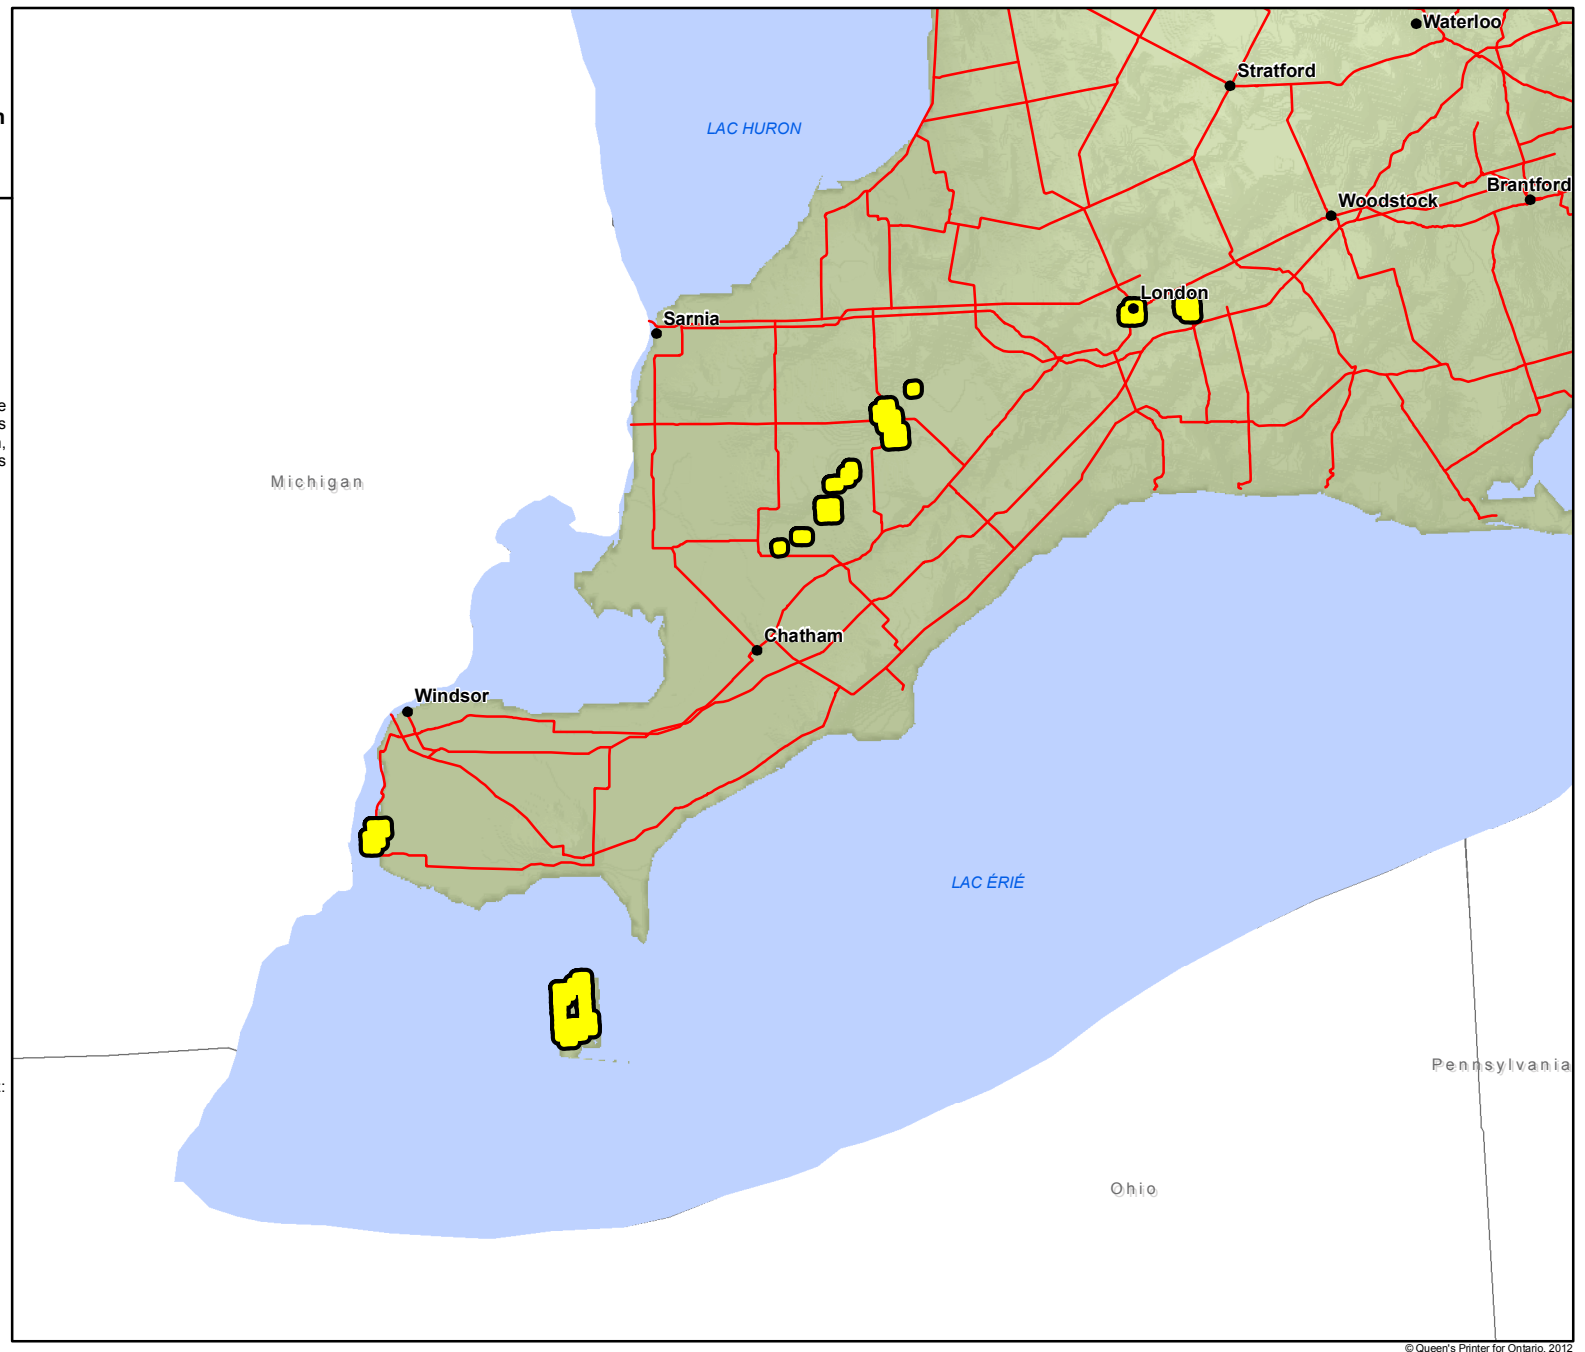 Waterloo
Stratford
n
LAC HURON
Brantford
Woodstock
London
Sarnia
e
s
,
s
Michigan
Chatham
Windsor
LAC ÉRIÉ
Pennsylvania
:
Ohio
© Queen's Printer for Ontario, 2012